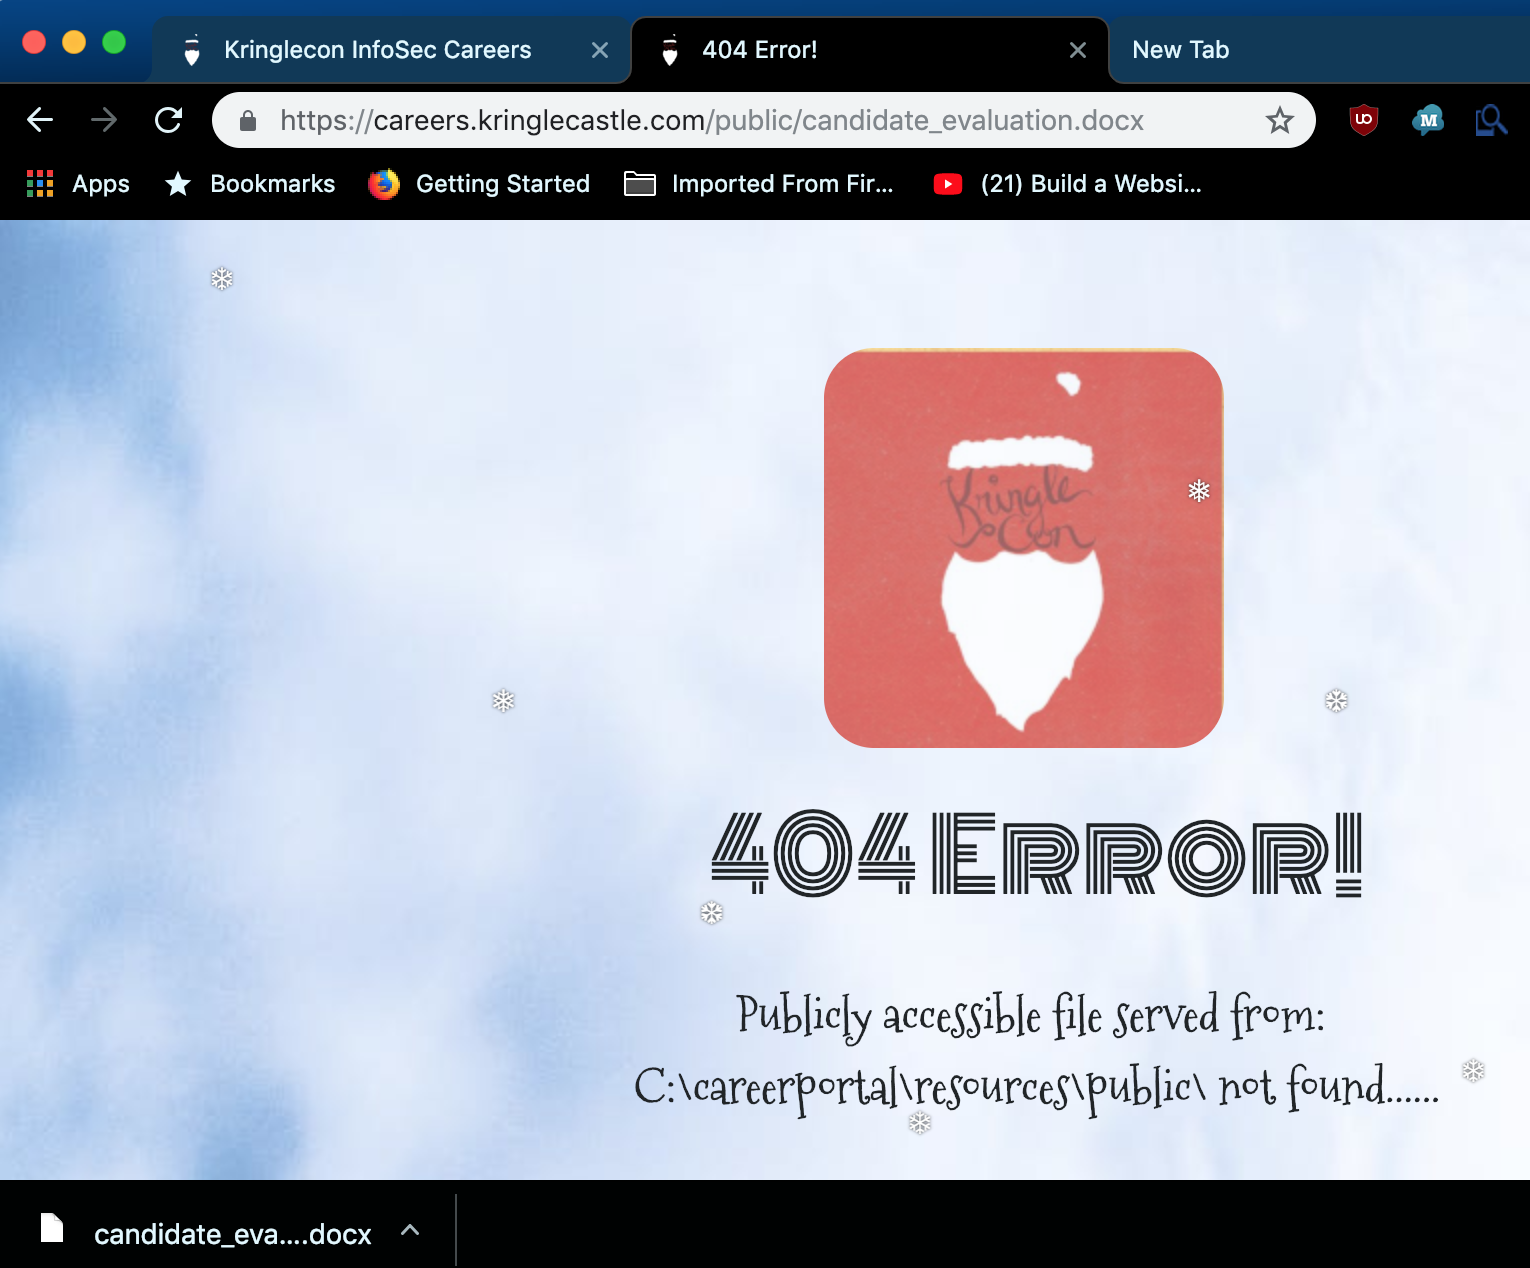 Kringlecon InfoSec Careers
404 Error!
New Tab
https://careers.kringlecastle.com/public/candidate_evaluation.docx
UO
M
Apps
Bookmarks
Getting Started
Imported From Fir...
(21) Build a Websi...
Kringle
Con
404 Error!
Publicly accessible file served from:
C:\careerportal\resources\public\ not found......
candidate_eva....docx